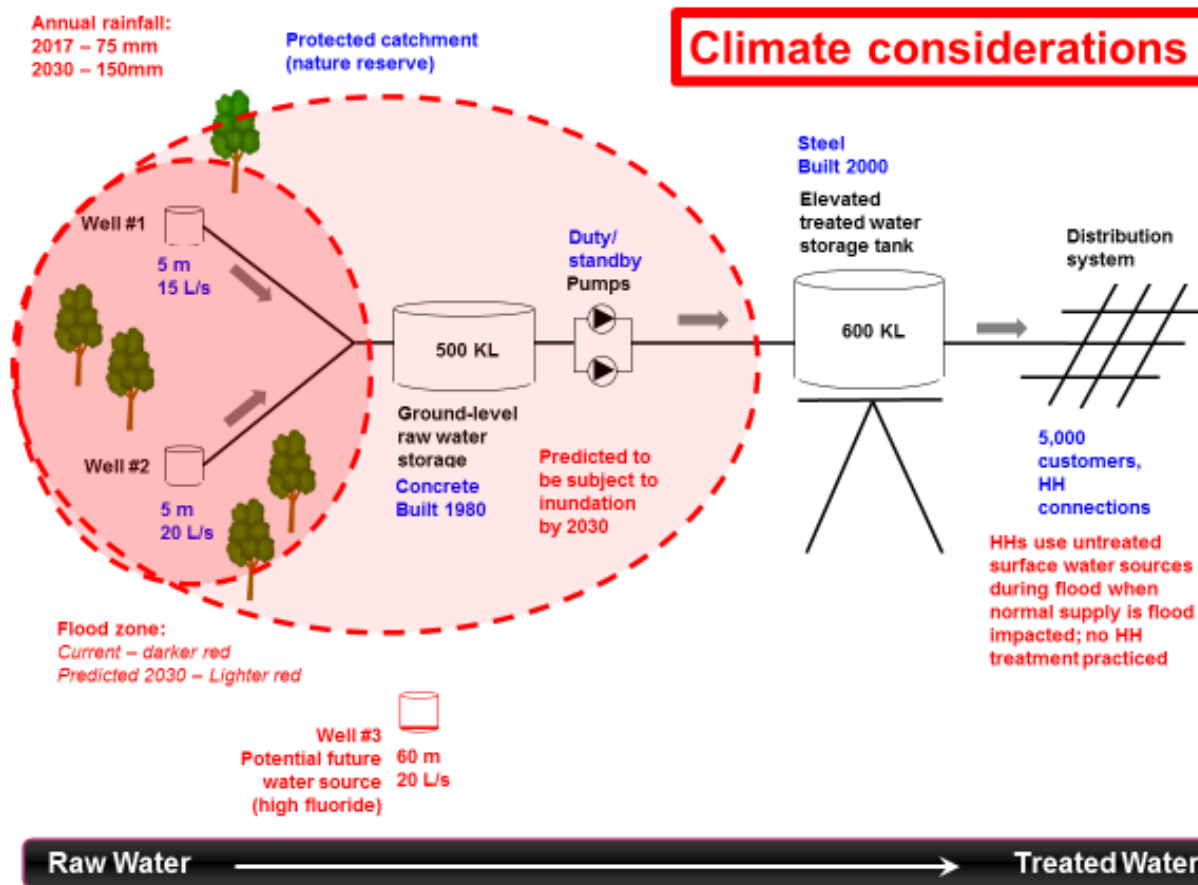 Annual rainfall:
2017 – 75 mm
2030 – 150mm
Protected catchment
(nature reserve)
Climate considerations
Steel
Built 2000
Elevated
treated water
storage tank
Duty/
standby
Pumps
Distribution
system
Well #1
5 m
15 L/s
500 KL
600 KL
Well #2
5 m
20 L/s
Ground-level
raw water
storage
Concrete
Built 1980
Predicted to
be subject to
inundation
by 2030
5,000
customers,
HH
connections
HHs use untreated
surface water sources
during flood when
normal supply is flood
impacted; no HH
treatment practiced
Flood zone:
Current – darker red
Predicted 2030 – Lighter red
Well #3
Potential future
water source
(high fluoride)
60 m
20 L/s
Raw Water
Treated Water